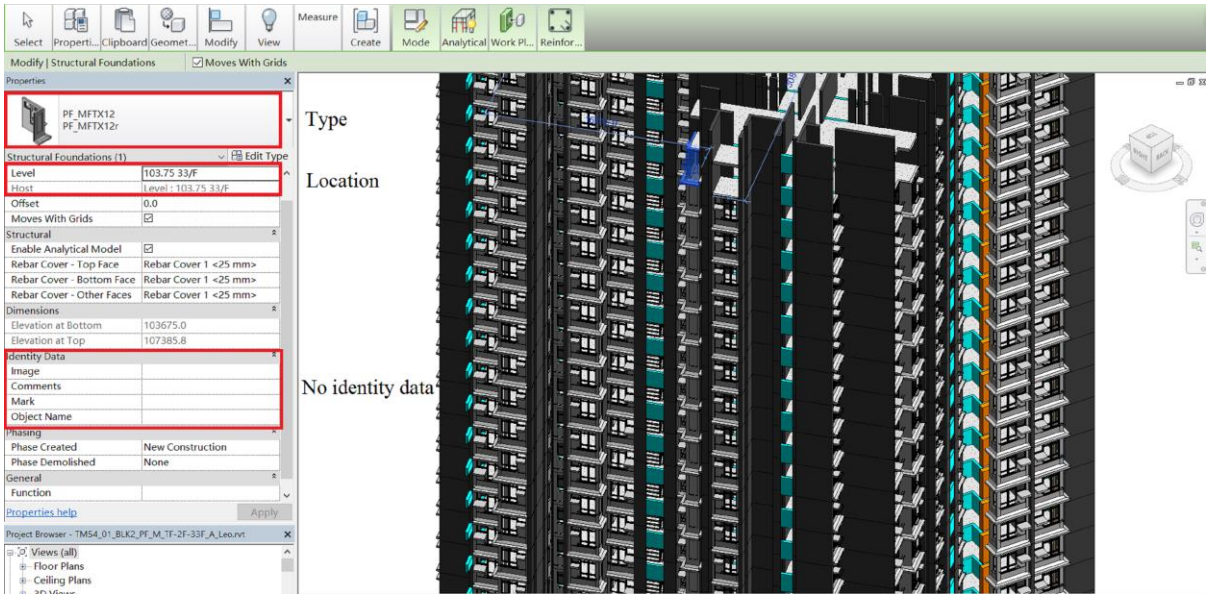 Select Properti... Clipboard Geomet... Modify View Measure Create Mode Analytical Work Pl... Reinfor...
Modify | Structural Foundations Moves With Grids
Properties
PF_MFTX12
PF_MFTX12r
Type
Structural Foundations (1) Edit Type
Level 103.75 33/F
Location
Host Level : 103.75 33/F
Offset 0.0
Moves With Grids
Structural
Enable Analytical Model
Rebar Cover - Top Face Rebar Cover 1 <25 mm>
Rebar Cover - Bottom Face Rebar Cover 1 <25 mm>
Rebar Cover - Other Faces Rebar Cover 1 <25 mm>
Dimensions
Elevation at Bottom 103675.0
Elevation at Top 107385.8
Identity Data
Image
Comments
No identity data
Mark
Object Name
Phasing
Phase Created New Construction
Phase Demolished None
General
Function
Properties help Apply
Project Browser - TMS4_01_BLK2_PF_M_TF-2F-33F_A_Leo.rvt
Views (all)
Floor Plans
Ceiling Plans
3D Views
RIGHT BACK